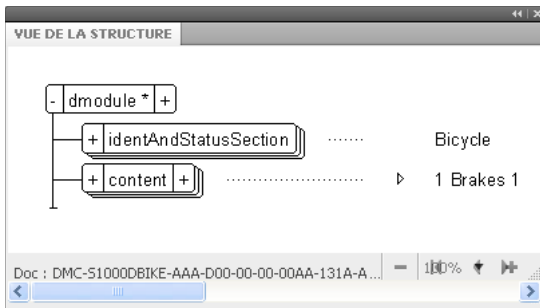 VUE DE LA STRUCTURE
- dmodule * +
+ identAndStatusSection ....... Bicycle
+ content + ........................ 1 Brakes 1
Doc : DMC-S1000DBIKE-AAA-D00-00-00-00AA-131A-A...
100%